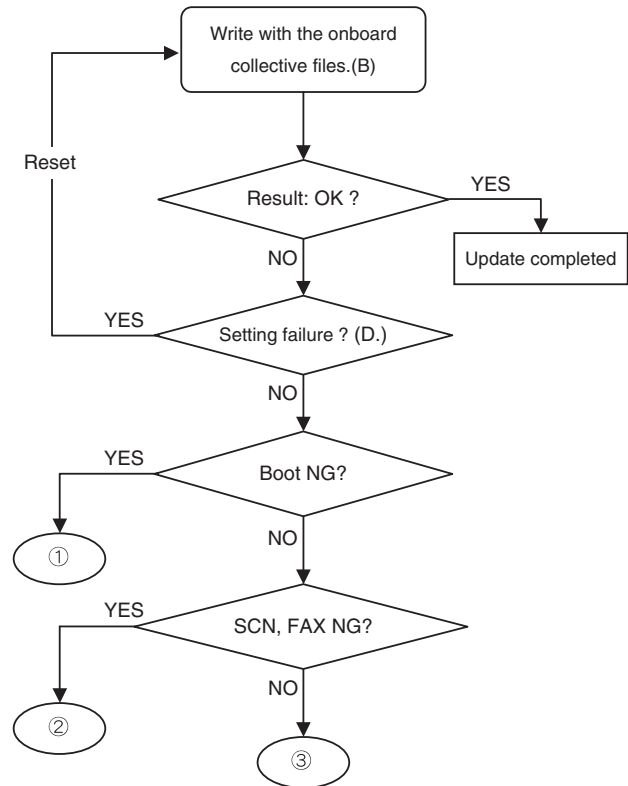 Write with the onboard
collective files.(B)
Reset
Result: OK ?
YES
NO
Update completed
YES
Setting failure ? (D.)
NO
YES
Boot NG?
NO
①
YES
SCN, FAX NG?
NO
②
③